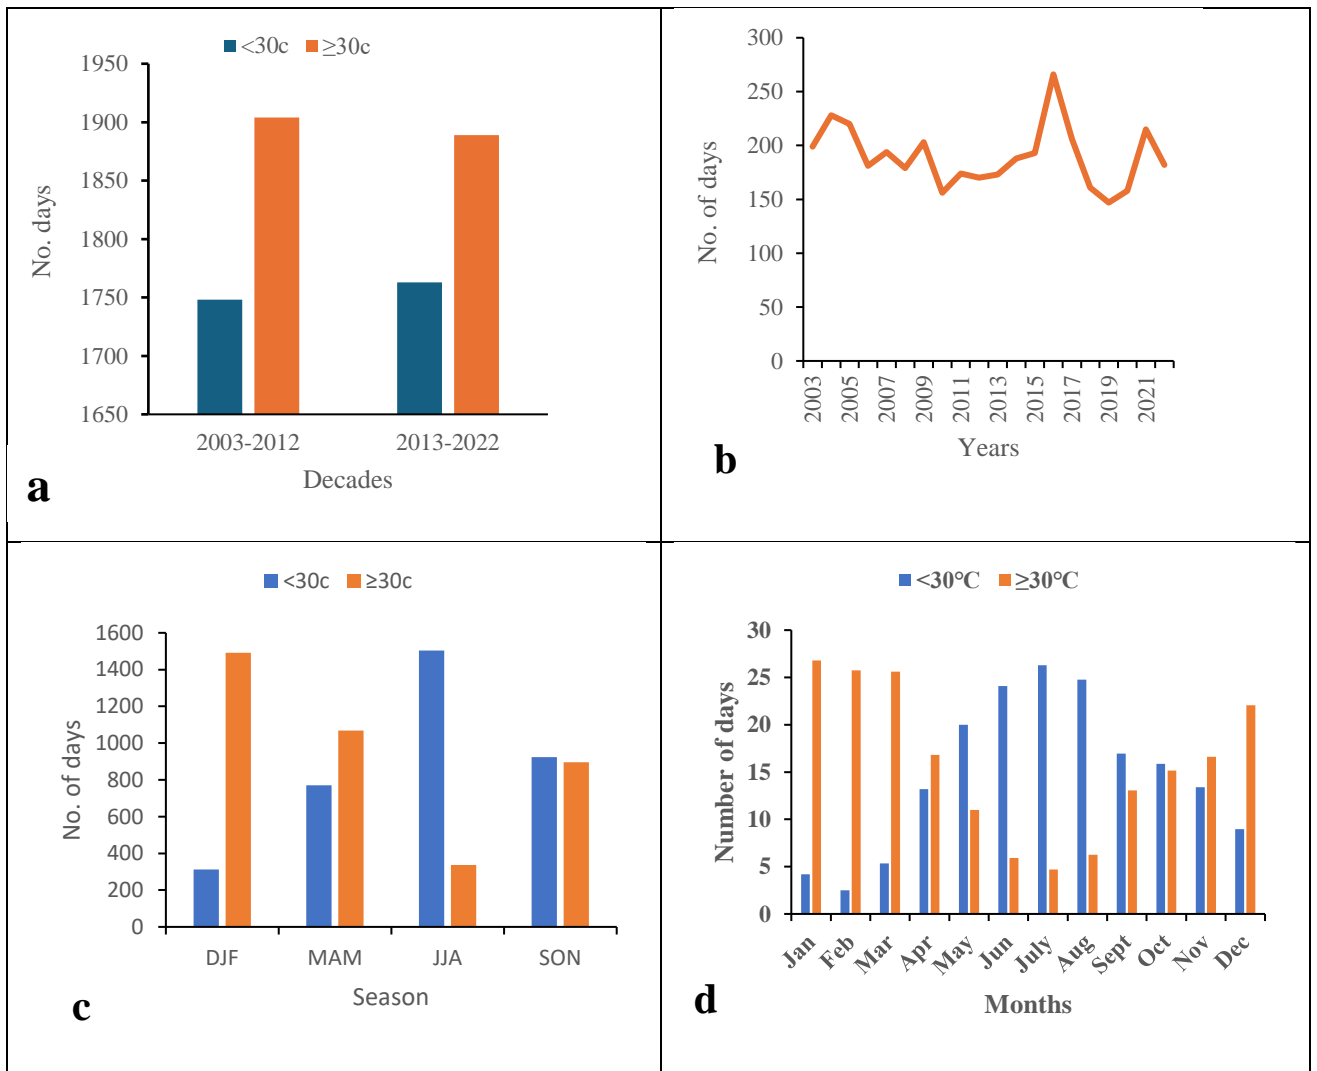 <30c ≥30c
1950
1900
1850
1800
1750
1700
1650
No. days
2003-2012 2013-2022
Decades
a
300
250
200
150
100
50
0
No. of days
2003 2005 2007 2009 2011 2013 2015 2017 2019 2021
Years
b
<30c ≥30c
1600
1400
1200
1000
800
600
400
200
0
No. of days
DJF MAM JJA SON
Season
c
<30°C ≥30°C
30
25
20
15
10
5
0
Number of days
Jan Feb Mar Apr May Jun July Aug Sept Oct Nov Dec
Months
d